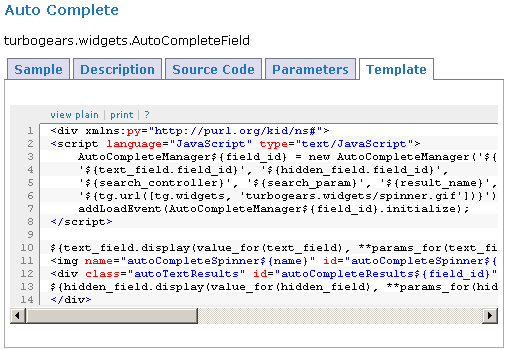 Auto Complete
turbogears.widgets.AutoCompleteField
Sample Description Source Code Parameters Template
view plain | print | ?
1 <div xmlns:py="http://purl.org/kid/ns#">
2 <script language="JavaScript" type="text/JavaScript">
3 AutoCompleteManager${field_id} = new AutoCompleteManager('${
4 '${text_field.field_id}', '${hidden_field.field_id}',
5 '${search_controller}', '${search_param}', '${result_name}',
6 '${tg.url([tg.widgets, 'turbogears.widgets/spinner.gif'])}')
7 addLoadEvent(AutoCompleteManager${field_id}.initialize);
8 </script>
9
10 ${text_field.display(value_for(text_field), **params_for(text_fi
11 <img name="autoCompleteSpinner${name}" id="autoCompleteSpinner${
12 <div class="autoTextResults" id="autoCompleteResults${field_id}"
13 ${hidden_field.display(value_for(hidden_field), **params_for(hid
14 </div>